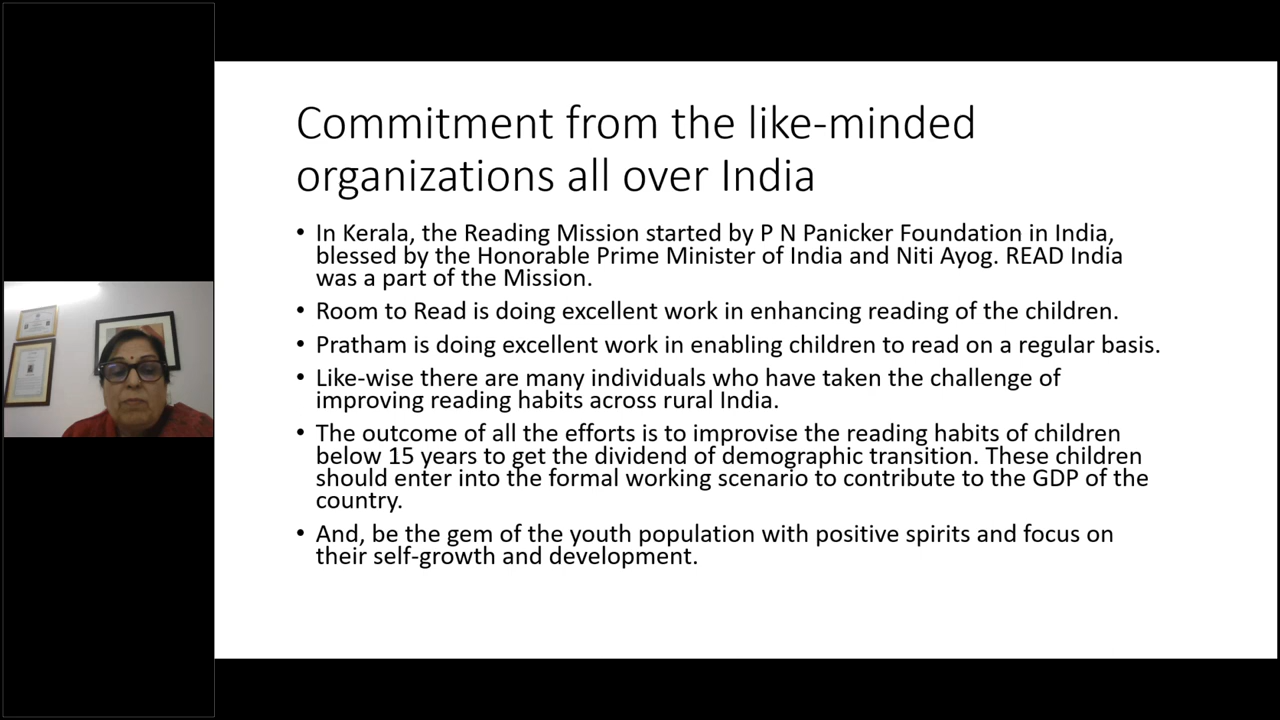 Commitment from the like-minded
organizations all over India
• In Kerala, the Reading Mission started by P N Panicker Foundation in India,
blessed by the Honorable Prime Minister of India and Niti Ayog. READ India
was a part of the Mission.
• Room to Read is doing excellent work in enhancing reading of the children.
• Pratham is doing excellent work in enabling children to read on a regular basis.
• Like-wise there are many individuals who have taken the challenge of
improving reading habits across rural India.
• The outcome of all the efforts is to improvise the reading habits of children
below 15 years to get the dividend of demographic transition. These children
should enter into the formal working scenario to contribute to the GDP of the
country.
• And, be the gem of the youth population with positive spirits and focus on
their self-growth and development.